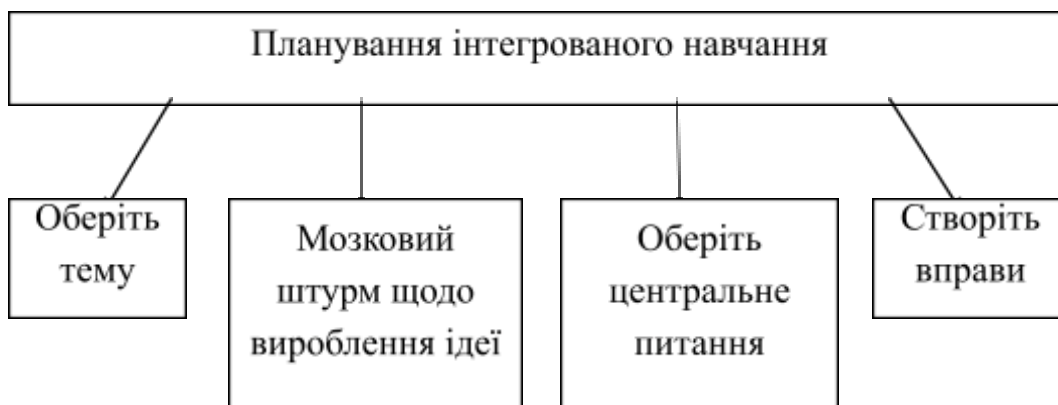 Планування інтегрованого навчання
Оберіть
тему
Мозковий
штурм щодо
вироблення ідеї
Оберіть
центральне
питання
Створіть
вправи